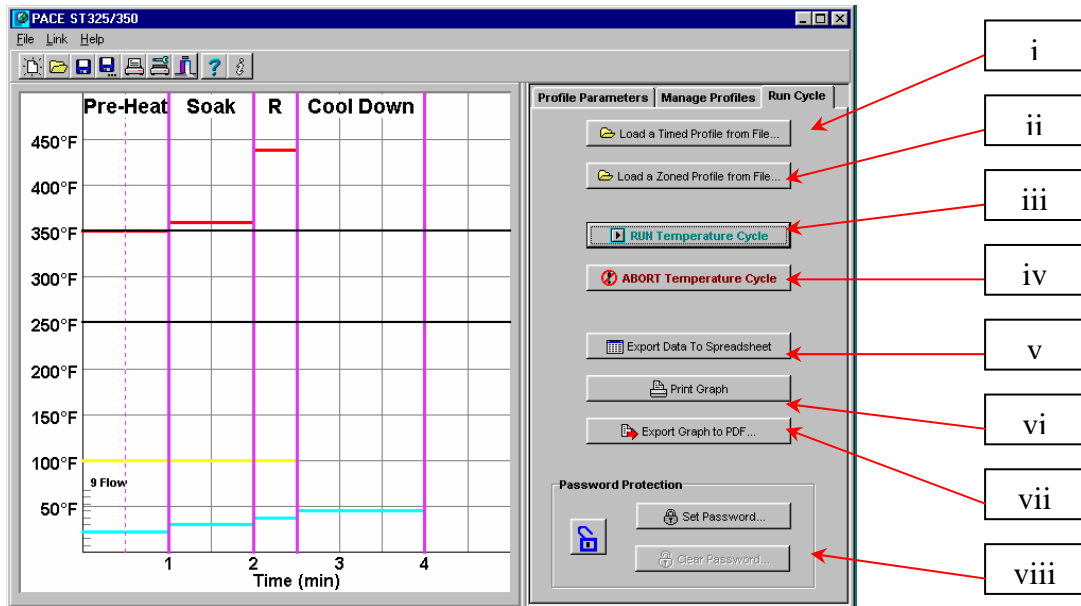 PACE ST325/350
File Link Help
Pre-Heat Soak R Cool Down
450°F
400°F
350°F
300°F
250°F
200°F
150°F
100°F
9 Flow
50°F
1 2 3 4
Time (min)
Profile Parameters Manage Profiles Run Cycle
Load a Timed Profile from File...
Load a Zoned Profile from File...
RUN Temperature Cycle
ABORT Temperature Cycle
Export Data To Spreadsheet
Print Graph
Export Graph to PDF...
Password Protection
Set Password...
Clear Password...
i
ii
iii
iv
v
vi
vii
viii